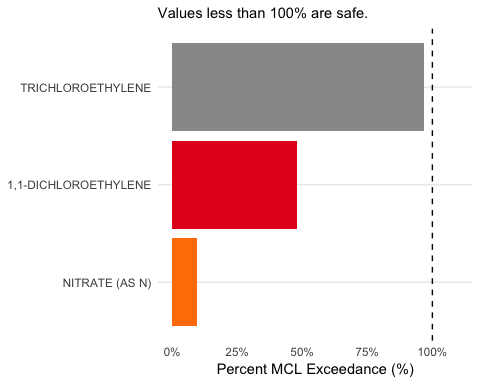 Values less than 100% are safe.
TRICHLOROETHYLENE
1,1-DICHLOROETHYLENE
NITRATE (AS N)
0% 25% 50% 75% 100%
Percent MCL Exceedance (%)